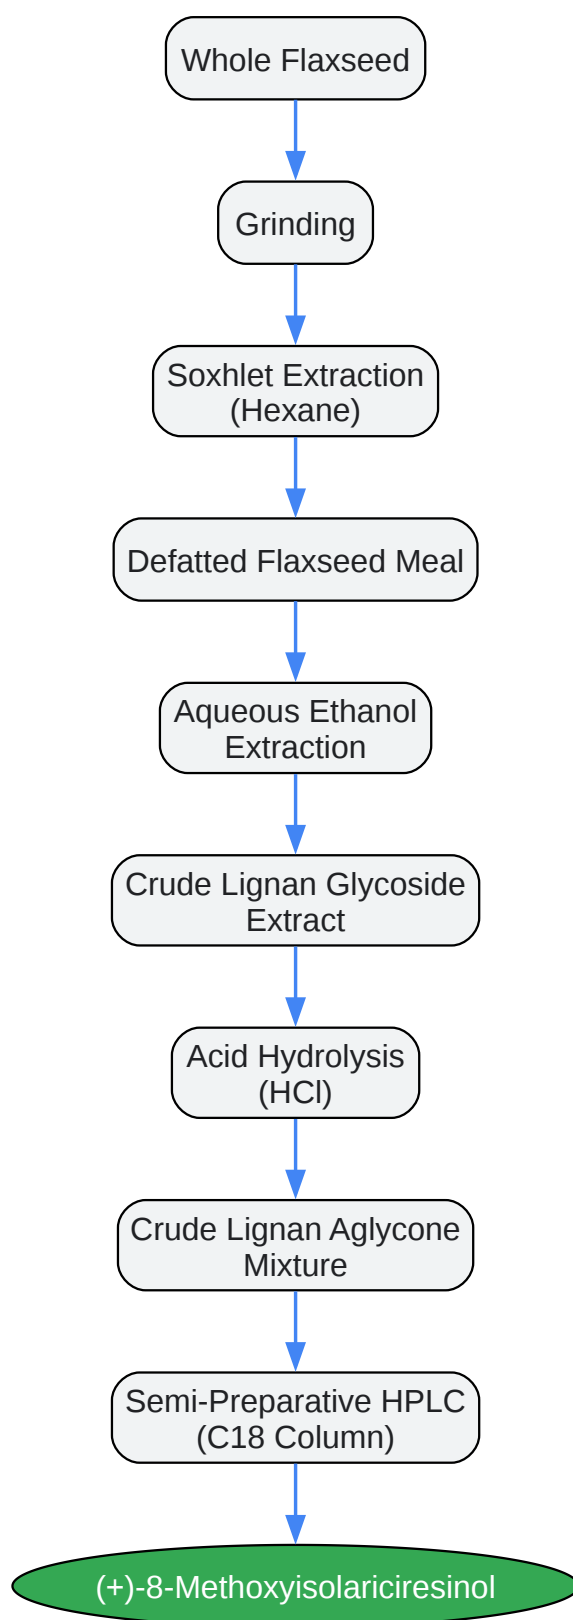 Whole Flaxseed
Grinding
Soxhlet Extraction
(Hexane)
Defatted Flaxseed Meal
Aqueous Ethanol
Extraction
Crude Lignan Glycoside
Extract
Acid Hydrolysis
(HCl)
Crude Lignan Aglycone
Mixture
Semi-Preparative HPLC
(C18 Column)
(+)-8-Methoxyisolariciresinol